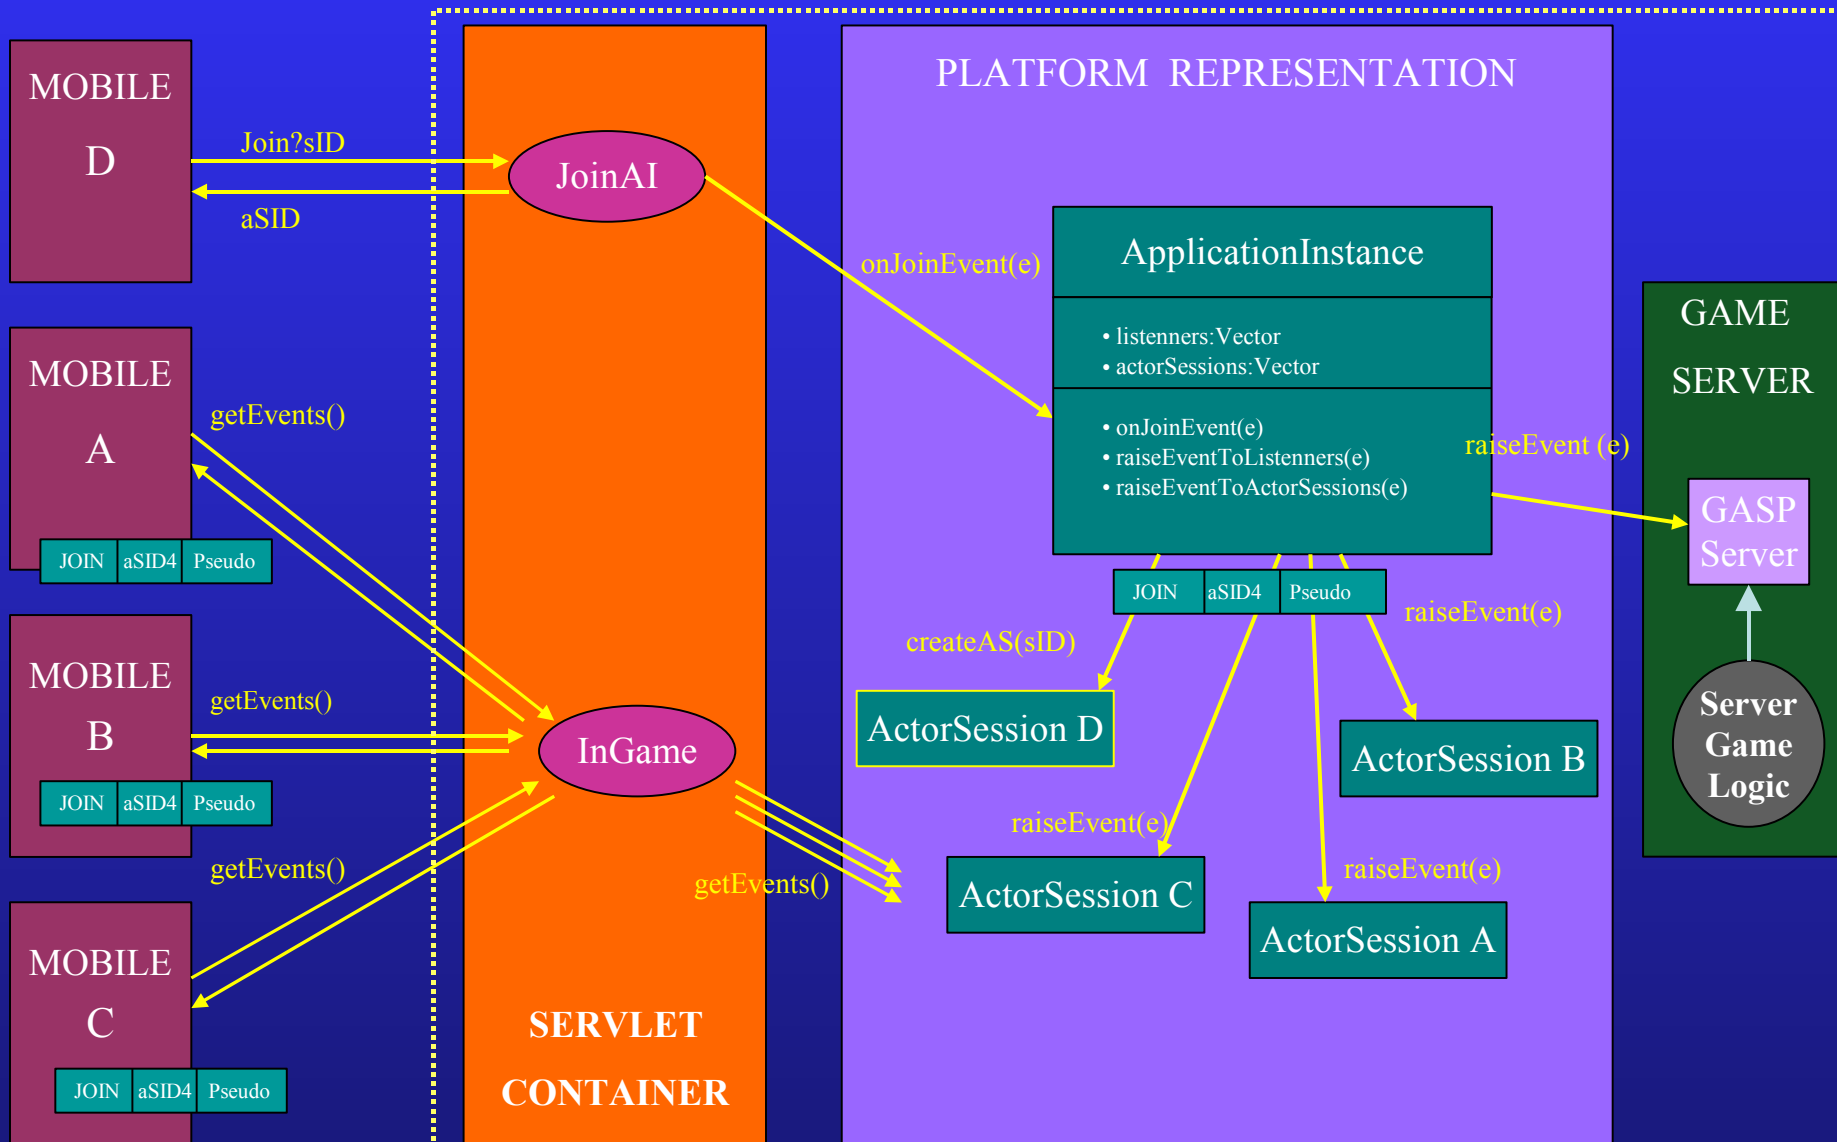 MOBILE
D
Join?sID
aSID
JoinAI
MOBILE
A
getEvents()
JOIN aSID4 Pseudo
MOBILE
B
getEvents()
JOIN aSID4 Pseudo
MOBILE
C
getEvents()
JOIN aSID4 Pseudo
InGame
getEvents()
SERVLET
CONTAINER
PLATFORM REPRESENTATION
onJoinEvent(e)
ApplicationInstance
• listenners:Vector
• actorSessions:Vector
• onJoinEvent(e)
• raiseEventToListenners(e)
• raiseEventToActorSessions(e)
JOIN aSID4 Pseudo
createAS(sID)
raiseEvent(e)
ActorSession D
ActorSession B
raiseEvent(e)
ActorSession C
raiseEvent(e)
ActorSession A
raiseEvent (e)
GAME
SERVER
GASP
Server
Server
Game
Logic